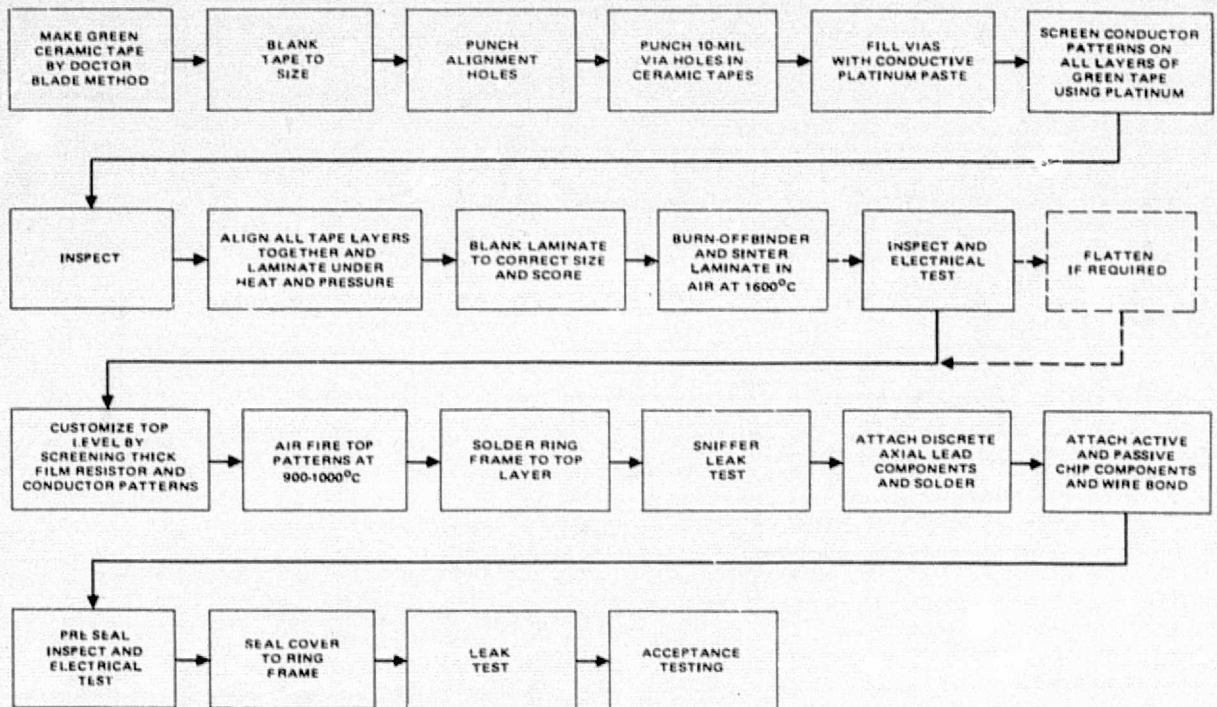 MAKE GREEN
CERAMIC TAPE
BY DOCTOR
BLADE METHOD
BLANK
TAPE TO
SIZE
PUNCH
ALIGNMENT
HOLES
PUNCH 10-MIL
VIA HOLES IN
CERAMIC TAPES
FILL VIAS
WITH CONDUCTIVE
PLATINUM PASTE
SCREEN CONDUCTOR
PATTERNS ON
ALL LAYERS OF
GREEN TAPE
USING PLATINUM
INSPECT
ALIGN ALL TAPE LAYERS
TOGETHER AND
LAMINATE UNDER
HEAT AND PRESSURE
BLANK LAMINATE
TO CORRECT SIZE
AND SCORE
BURN-OFFBINDER
AND SINTER
LAMINATE IN
AIR AT 1600°C
INSPECT AND
ELECTRICAL
TEST
FLATTEN
IF REQUIRED
CUSTOMIZE TOP
LEVEL BY
SCREENING THICK
FILM RESISTOR AND
CONDUCTOR PATTERNS
AIR FIRE TOP
PATTERNS AT
900-1000°C
SOLDER RING
FRAME TO TOP
LAYER
SNIFFER
LEAK
TEST
ATTACH DISCRETE
AXIAL LEAD
COMPONENTS
AND SOLDER
ATTACH ACTIVE
AND PASSIVE
CHIP COMPONENTS
AND WIRE BOND
PRE SEAL
INSPECT AND
ELECTRICAL
TEST
SEAL COVER
TO RING
FRAME
LEAK
TEST
ACCEPTANCE
TESTING